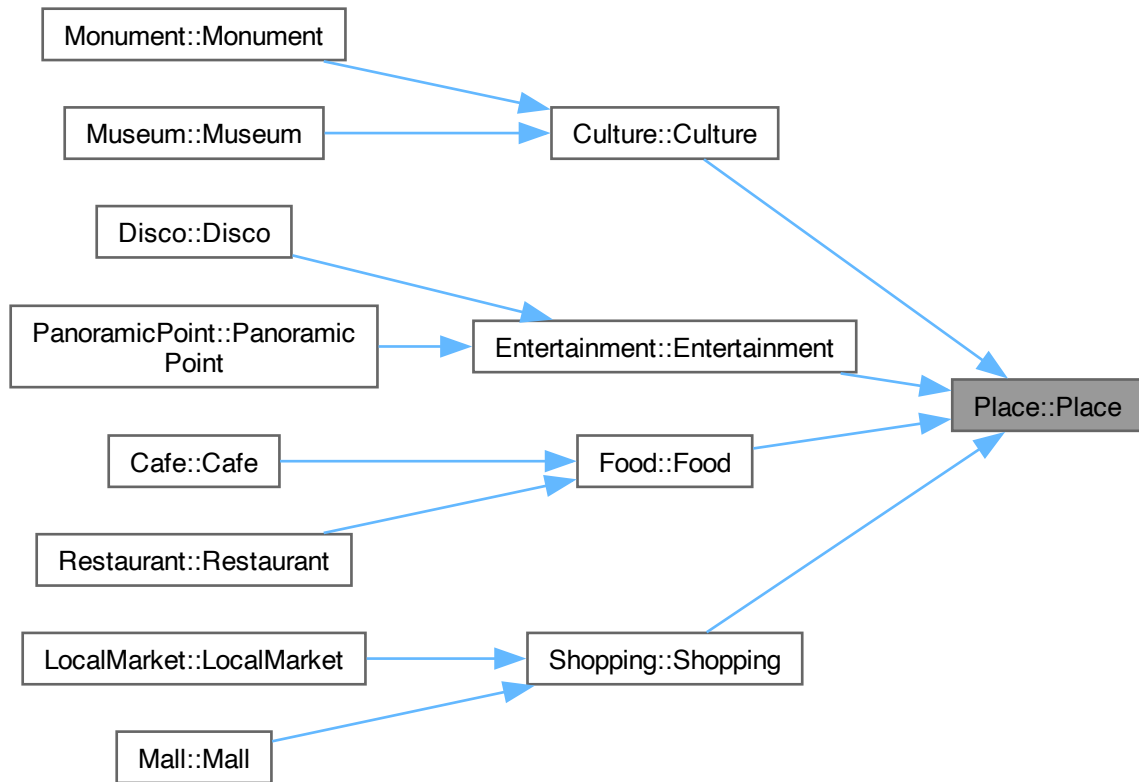 Monument::Monument
Museum::Museum
Culture::Culture
Disco::Disco
PanoramicPoint::Panoramic
Point
Entertainment::Entertainment
Place::Place
Cafe::Cafe
Food::Food
Restaurant::Restaurant
LocalMarket::LocalMarket
Shopping::Shopping
Mall::Mall